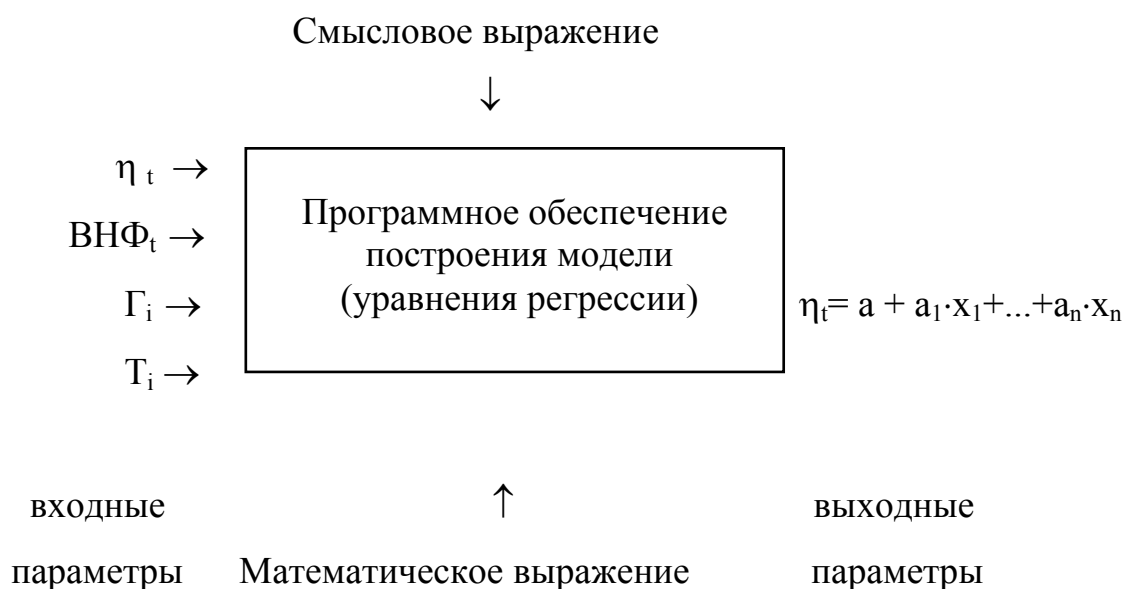 Смысловое выражение
↓
η t →
ВНФt →
Гi →
Тi →
Программное обеспечение
построения модели
(уравнения регрессии)
ηt= a + a1·x1+...+an·xn
входные
параметры
↑
Математическое выражение
выходные
параметры